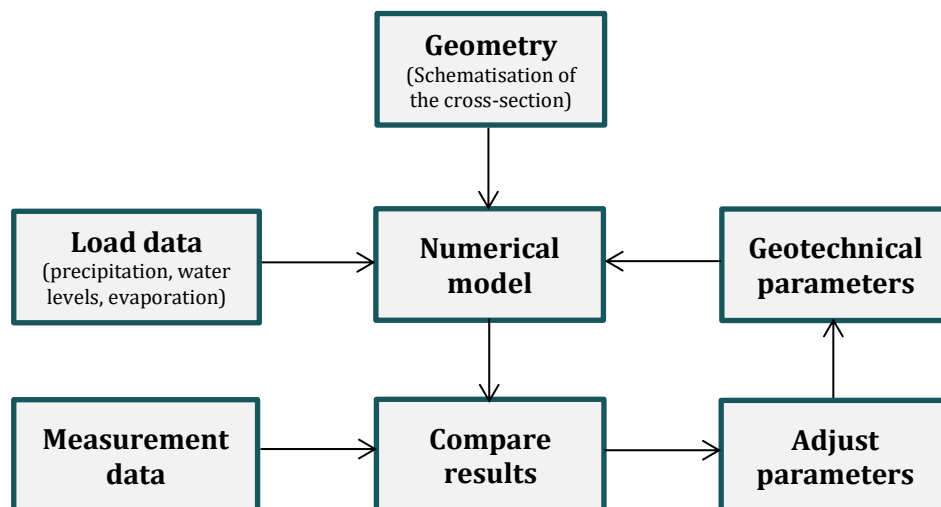 Geometry
(Schematisation of
the cross-section)
Load data
(precipitation, water
levels, evaporation)
Numerical
model
Geotechnical
parameters
Measurement
data
Compare
results
Adjust
parameters